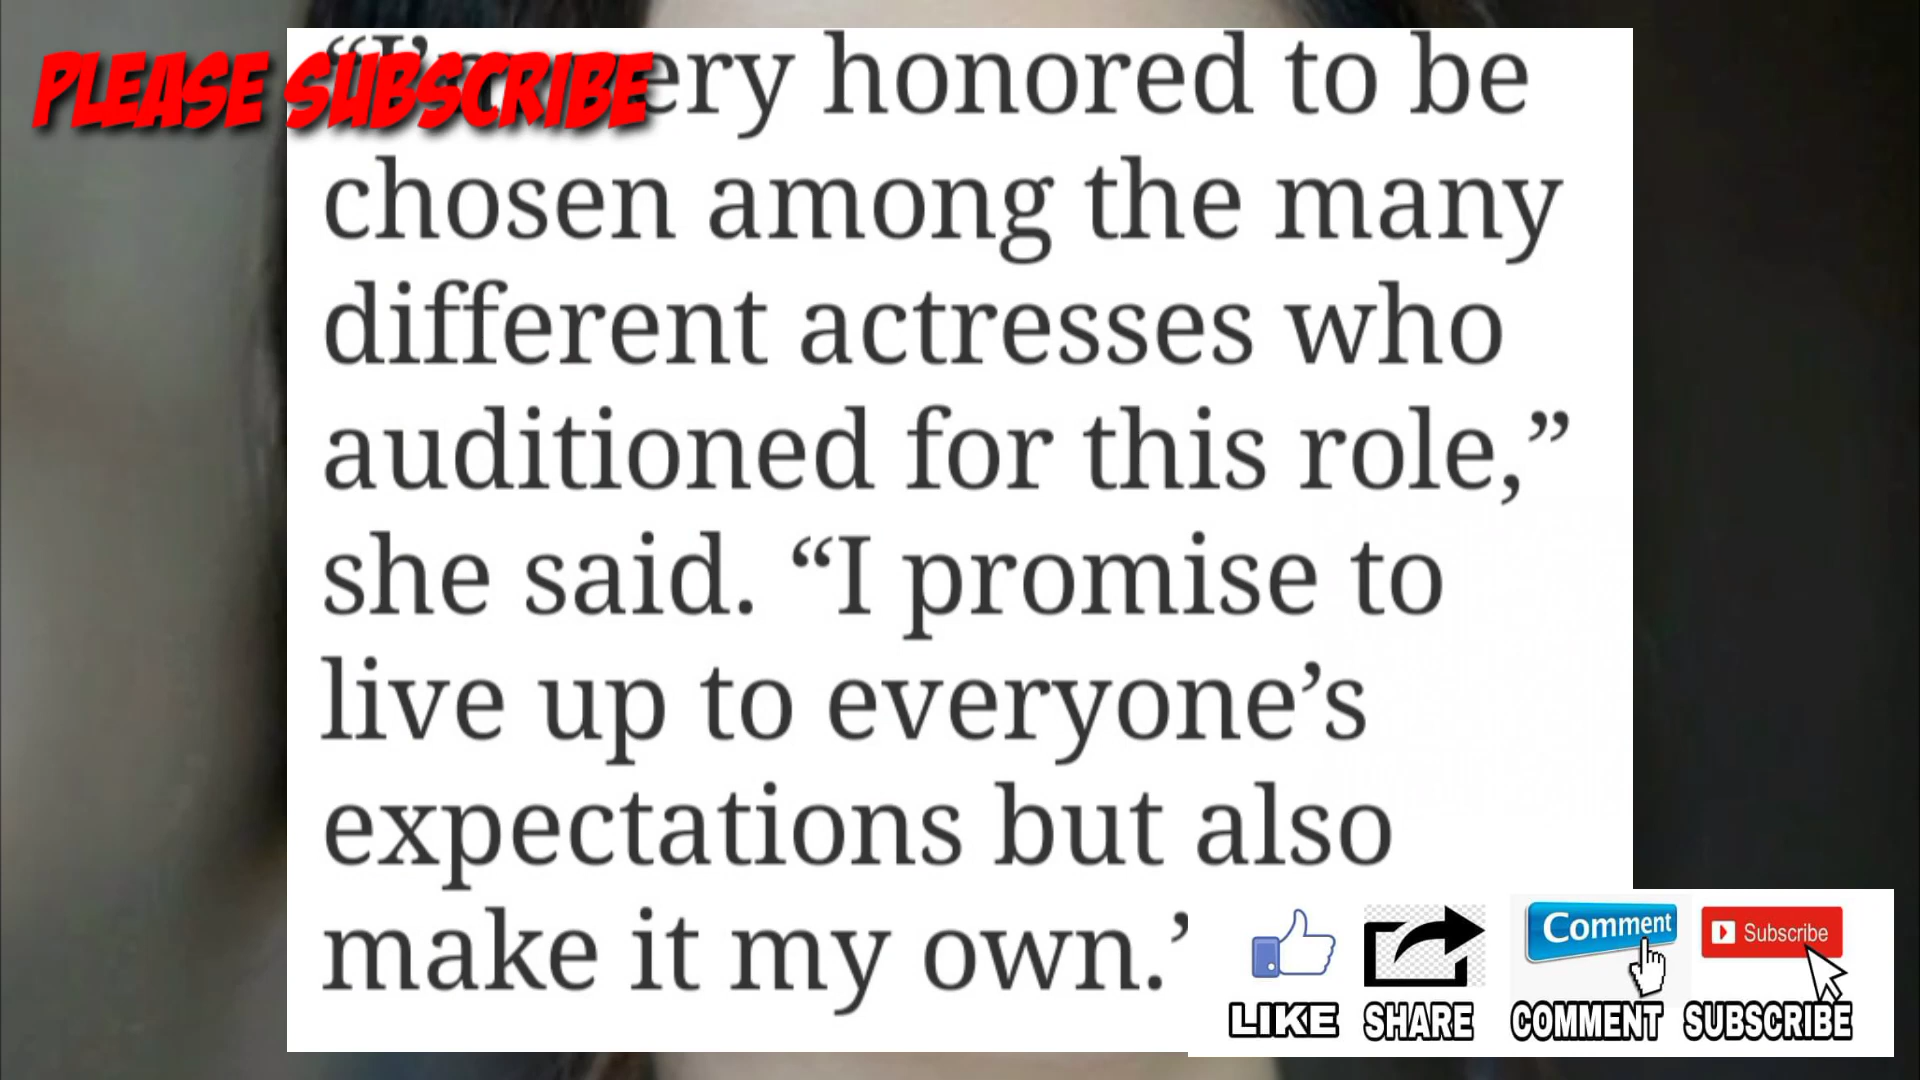 PLEASE SUBSCRIBE
honored to be
chosen among the many
different actresses who
auditioned for this role,”
she said. “I promise to
live up to everyone’s
expectations but also
make it my own.’
Comment
Subscribe
LIKE SHARE COMMENT SUBSCRIBE